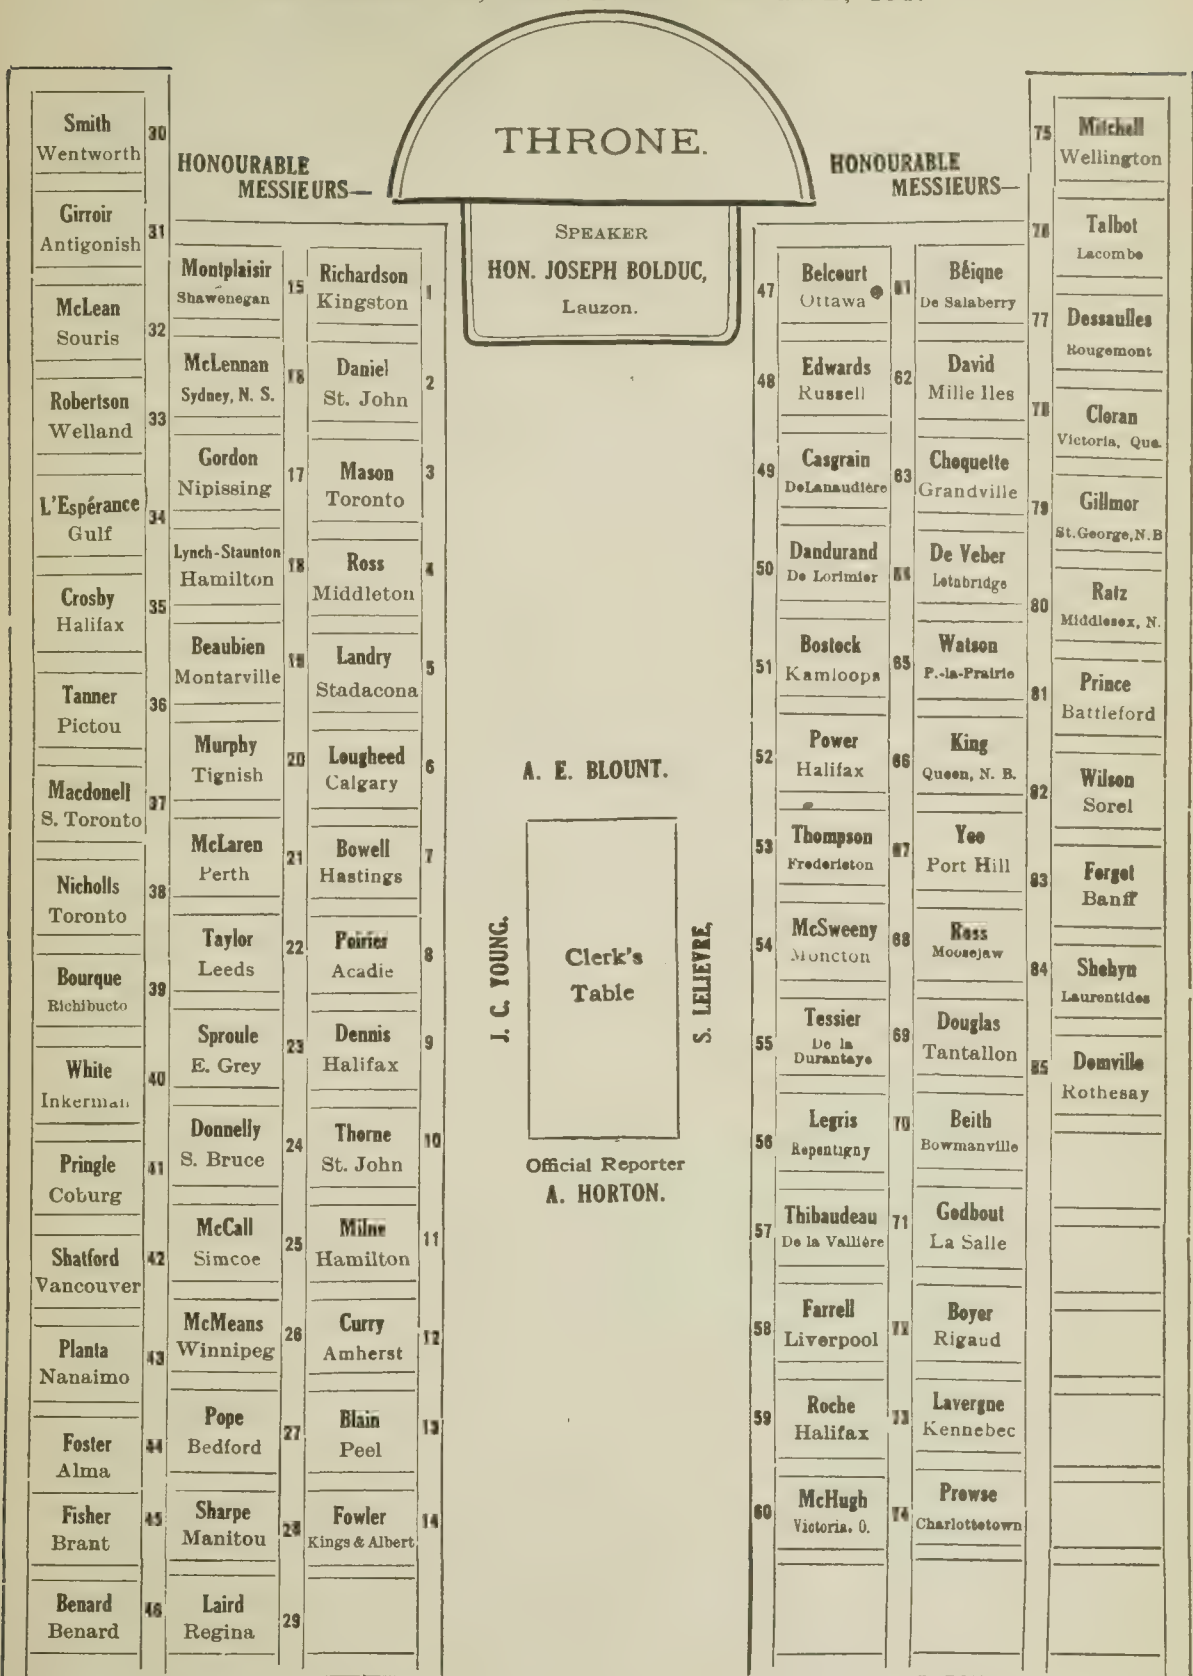 THRONE.
HONOURABLE
MESSIEURS—
HONOURABLE
MESSIEURS—
SPEAKER
HON. JOSEPH BOLDUC,
Lauzon.
Smith
Wentworth
30
Girroir
Antigonish
31
McLean
Souris
32
Robertson
Welland
33
L'Espérance
Gulf
34
Crosby
Halifax
35
Tanner
Pictou
36
Macdonell
S. Toronto
37
Nicholls
Toronto
38
Bourque
Richibucto
39
White
Inkerman
40
Pringle
Coburg
41
Shatford
Vancouver
42
Planta
Nanaimo
43
Foster
Alma
44
Fisher
Brant
45
Benard
Benard
46
Montplaisir
Shawenegan
15
McLennan
Sydney, N. S.
16
Gordon
Nipissing
17
Lynch-Staunton
Hamilton
18
Beaubien
Montarville
19
Murphy
Tignish
20
McLaren
Perth
21
Taylor
Leeds
22
Sproule
E. Grey
23
Donnelly
S. Bruce
24
McCall
Simcoe
25
McMeans
Winnipeg
26
Pope
Bedford
27
Sharpe
Manitou
28
Laird
Regina
29
Richardson
Kingston
1
Daniel
St. John
2
Mason
Toronto
3
Ross
Middleton
4
Landry
Stadacona
5
Lougheed
Calgary
6
Bowell
Hastings
7
Poirier
Acadie
8
Dennis
Halifax
9
Thorne
St. John
10
Milne
Hamilton
11
Curry
Amherst
12
Blain
Peel
13
Fowler
Kings & Albert
14
A. E. BLOUNT.
J. C. YOUNG.
Clerk's
Table
S. LELIEVRE,
Official Reporter
A. HORTON.
47
Belcourt
Ottawa
48
Edwards
Russell
49
Casgrain
DeLanaudière
50
Dandurand
De Lorimier
51
Bostock
Kamloops
52
Power
Halifax
53
Thompson
Fredericton
54
McSweeny
Moncton
55
Tessier
De la
Durantaye
56
Legris
Repentigny
57
Thibaudeau
De la Vallière
58
Farrell
Liverpool
59
Roche
Halifax
60
McHugh
Victoria. O.
61
Béique
De Salaberry
62
David
Mille Iles
63
Choquette
Grandville
64
De Veber
Letnbridge
65
Watson
P.-la-Prairie
66
King
Queen, N. B.
67
Yeo
Port Hill
68
Ross
Moosejaw
69
Douglas
Tantallon
70
Beith
Bowmanville
71
Godbout
La Salle
72
Boyer
Rigaud
73
Lavergne
Kennebec
74
Prowse
Charlottetown
75
Mitchell
Wellington
76
Talbot
Lacombe
77
Dessaulles
Rougemont
78
Cloran
Victoria, Que.
79
Gillmor
St. George, N.B
80
Ratz
Middlesex, N.
81
Prince
Battleford
82
Wilson
Sorel
83
Forget
Banff
84
Shehyn
Laurentides
85
Domville
Rothesay